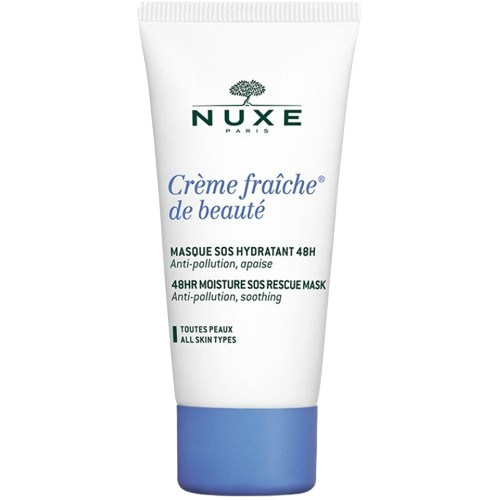 NUXE
PARIS
Crème fraîche®
de beauté
MASQUE SOS HYDRATANT 48H
Anti-pollution, apaise
48HR MOISTURE SOS RESCUE MASK
Anti-pollution, soothing
TOUTES PEAUX
ALL SKIN TYPES